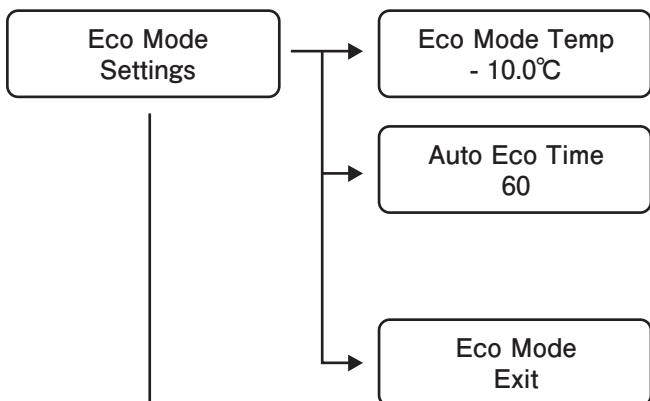 Eco Mode
Settings
Eco Mode Temp
- 10.0℃
Auto Eco Time
60
Eco Mode
Exit